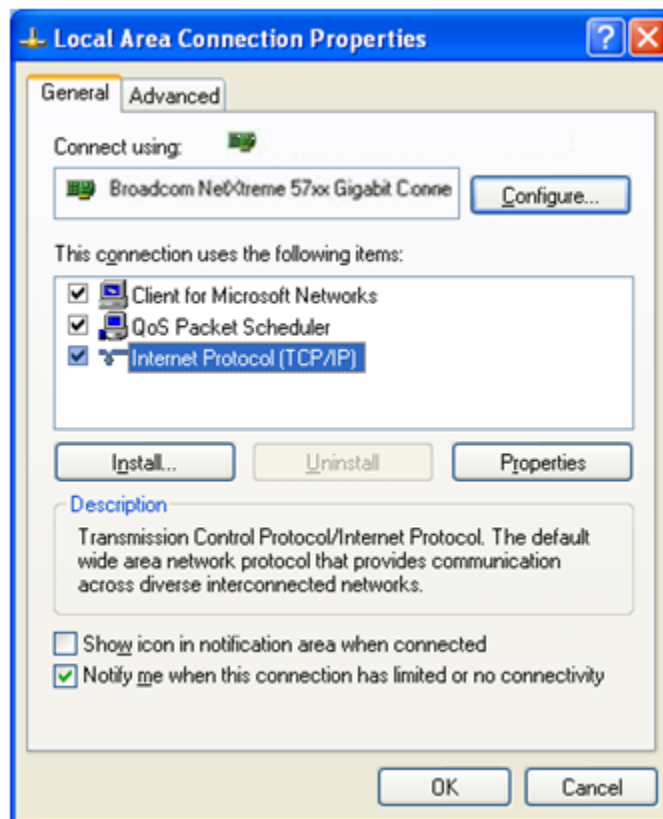 Local Area Connection Properties
General
Advanced
Connect using:
Broadcom NetXtreme 57xx Gigabit Conne
Configure...
This connection uses the following items:
Client for Microsoft Networks
QoS Packet Scheduler
Internet Protocol (TCP/IP)
Install...
Uninstall
Properties
Description
Transmission Control Protocol/Internet Protocol. The default
wide area network protocol that provides communication
across diverse interconnected networks.
Show icon in notification area when connected
Notify me when this connection has limited or no connectivity
OK
Cancel